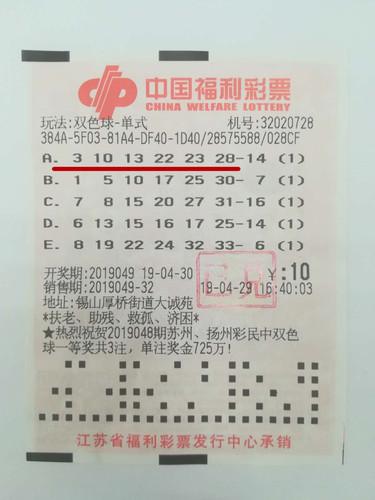 中国福利彩票
CHINA WELFARE LOTTERY
玩法:双色球-单式 机号:32020728
384A-5F03-81A4-DF40-1D40/28575588/028CF
A. 3 10 13 22 23 28-14 (1)
B. 1 5 10 17 25 30- 7 (1)
C. 7 8 15 20 29 31-16 (1)
D. 6 13 15 16 17 25-14 (1)
E. 8 19 22 24 32 33- 6 (1)
开奖期:2019049 19-04-30 ¥:10
销售期:2019049-32 19-04-29 16:40:03
已兑
地址:锡山厚桥街道大诚苑
*扶老、助残、救孤、济困*
★热烈祝贺2019048期苏州、扬州彩民中双色
球一等奖共3注，单注奖金725万!
江苏省福利彩票发行中心承销